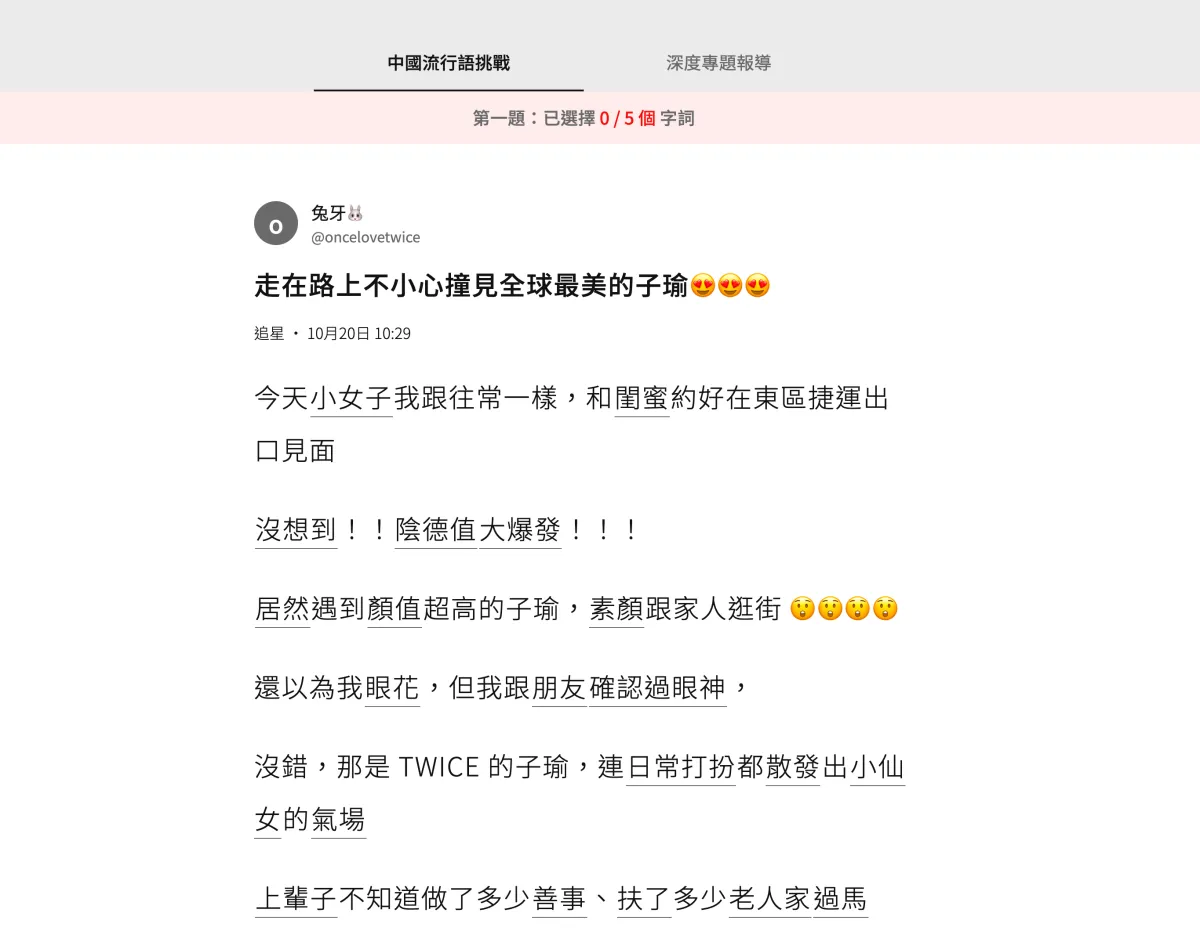 中國流行語挑戰
深度專題報導
第一題：已選擇 0 / 5 個 字詞
o
兔牙🐰
@oncelovetwice
走在路上不小心撞見全球最美的子瑜😍😍😍
追星 · 10月20日 10:29
今天小女子我跟往常一樣，和閨蜜約好在東區捷運出
口見面
沒想到！！陰德值大爆發！！！
居然遇到顏值超高的子瑜，素顏跟家人逛街 😲😲😲😲
還以為我眼花，但我跟朋友確認過眼神，
沒錯，那是 TWICE 的子瑜，連日常打扮都散發出小仙
女的氣場
上輩子不知道做了多少善事、扶了多少老人家過馬